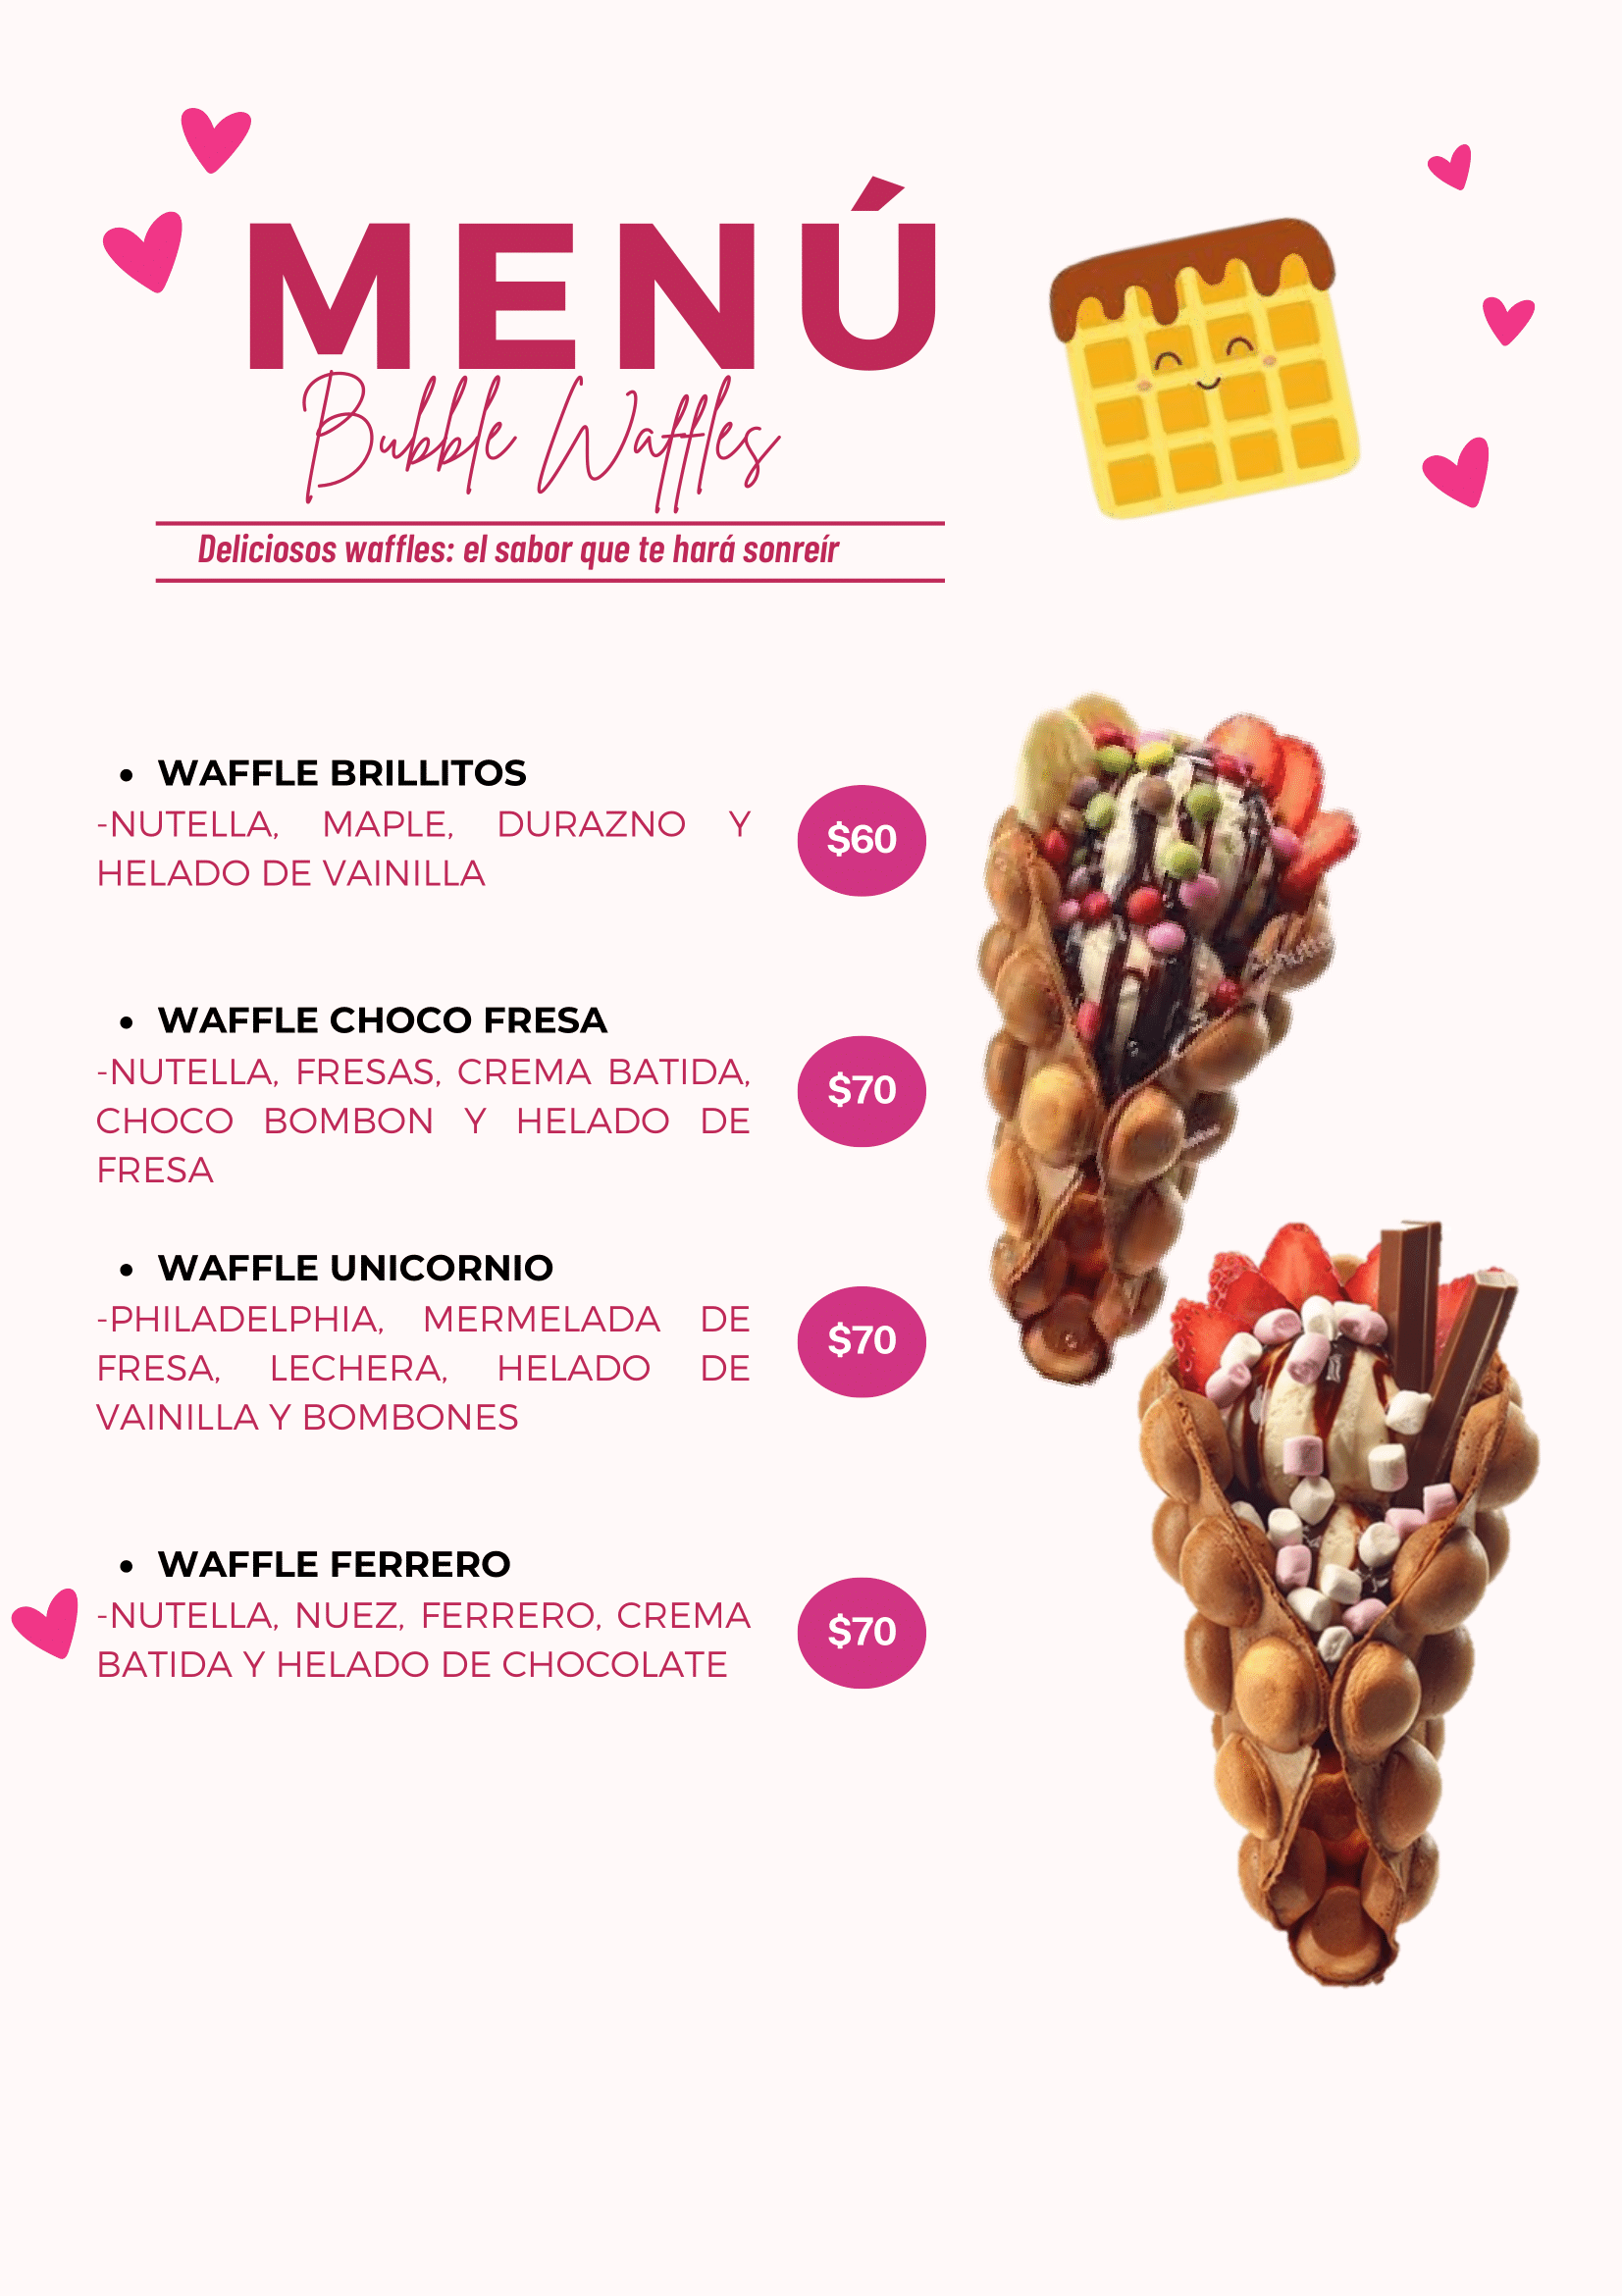 MENÚ
Bubble Waffles
Deliciosos waffles: el sabor que te hará sonreír
• WAFFLE BRILLITOS
-NUTELLA, MAPLE, DURAZNO Y
HELADO DE VAINILLA
$60
• WAFFLE CHOCO FRESA
-NUTELLA, FRESAS, CREMA BATIDA,
CHOCO BOMBON Y HELADO DE
FRESA
$70
• WAFFLE UNICORNIO
-PHILADELPHIA, MERMELADA DE
FRESA, LECHERA, HELADO DE
VAINILLA Y BOMBONES
$70
• WAFFLE FERRERO
-NUTELLA, NUEZ, FERRERO, CREMA
BATIDA Y HELADO DE CHOCOLATE
$70